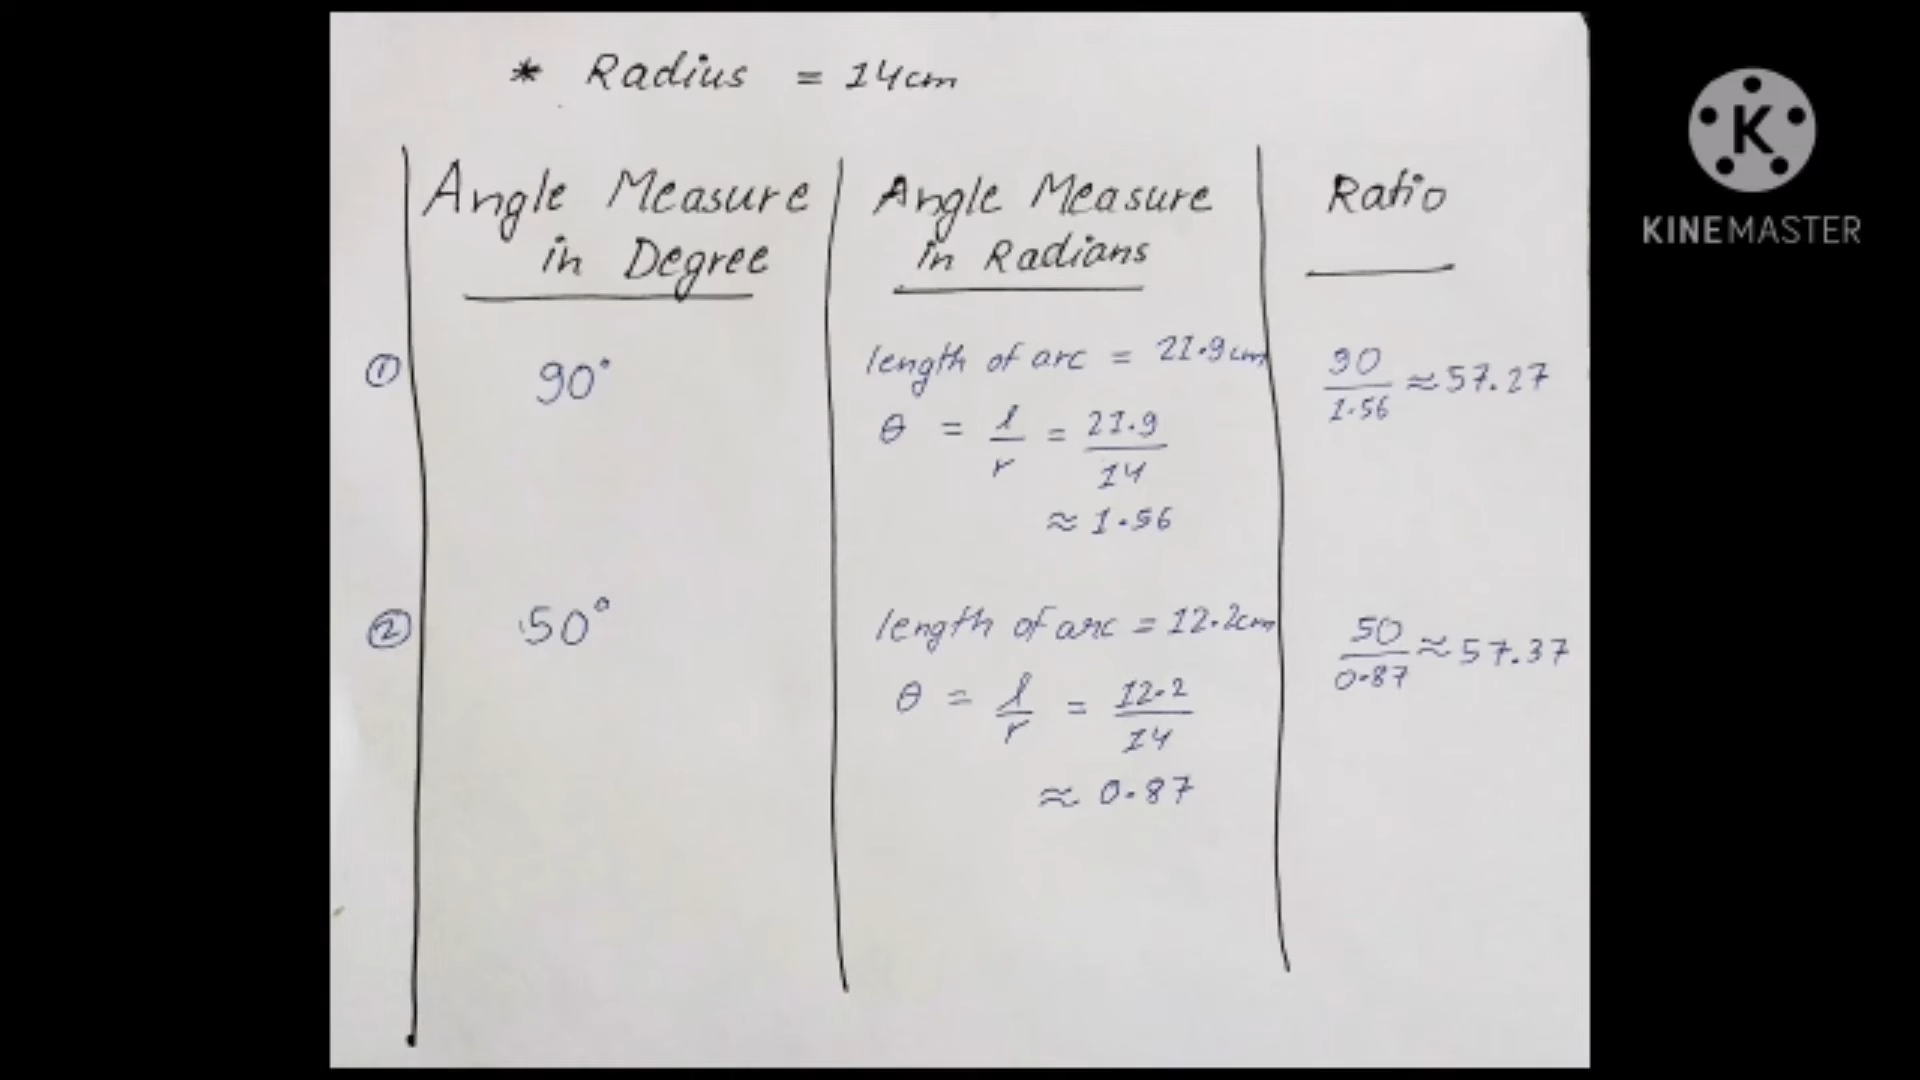 * Radius = 14cm
Angle Measure in Degree
Angle Measure in Radians
Ratio
① 90°
length of arc = 21.9cm
θ = l/r = 21.9/14
≈ 1.56
90/1.56 ≈ 57.27
② 50°
length of arc = 12.2cm
θ = l/r = 12.2/14
≈ 0.87
50/0.87 ≈ 57.37
K
KINEMASTER